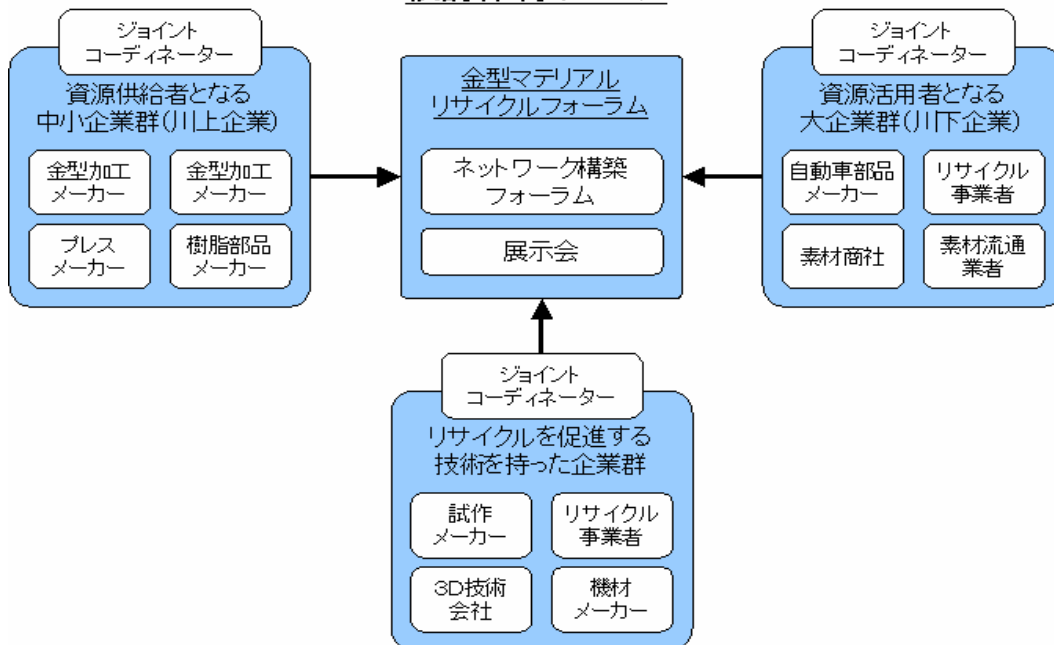 ジョイント
コーディネーター
資源供給者となる
中小企業群(川上企業)
金型加工
メーカー
金型加工
メーカー
プレス
メーカー
樹脂部品
メーカー
金型マテリアル
リサイクルフォーラム
ネットワーク構築
フォーラム
展示会
ジョイント
コーディネーター
資源活用者となる
大企業群(川下企業)
自動車部品
メーカー
リサイクル
事業者
素材商社
素材流通
業者
ジョイント
コーディネーター
リサイクルを促進する
技術を持った企業群
試作
メーカー
リサイクル
事業者
3D技術
会社
機材
メーカー